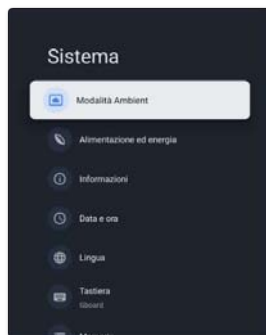 Sistema
Modalità Ambient
Alimentazione ed energia
Informazioni
Data e ora
Lingua
Tastiera
Gboard